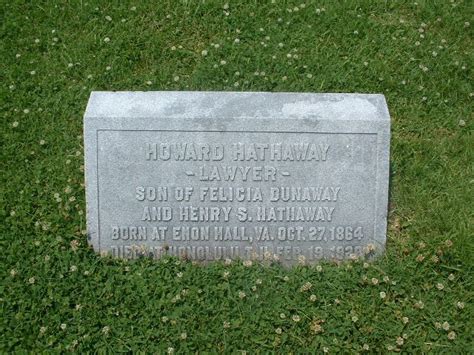 HOWARD HATHAWAY
- LAWYER -
SON OF FELICIA DUNAWAY
AND HENRY S. HATHAWAY
BORN AT ENON HALL, VA. OCT. 27, 1864
DIED AT HONOLULU T.H. FEB. 19,